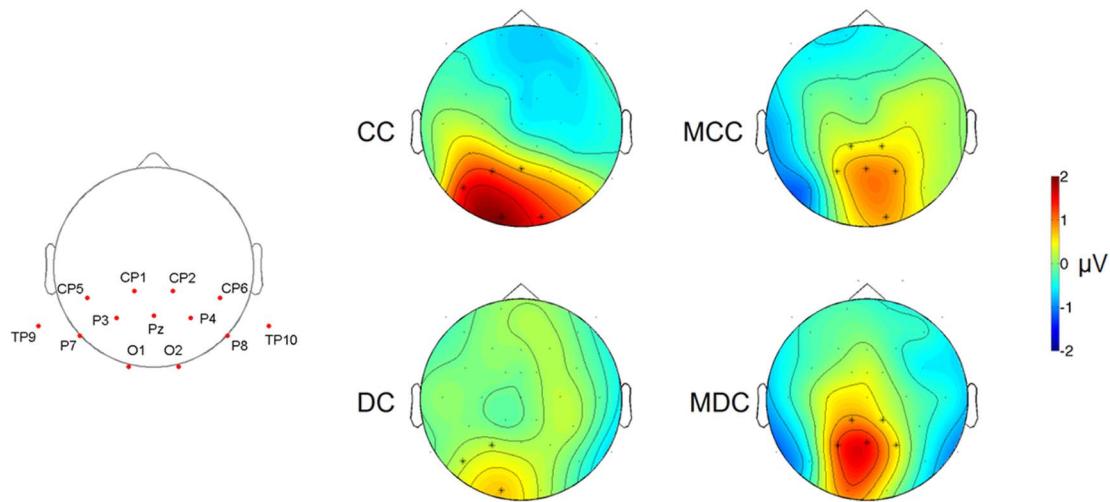 CC
MCC
2
1
0
-1
-2
µV
CP1
CP2
CP5
CP6
P3
Pz
P4
TP9
TP10
P7
O1
O2
P8
DC
MDC